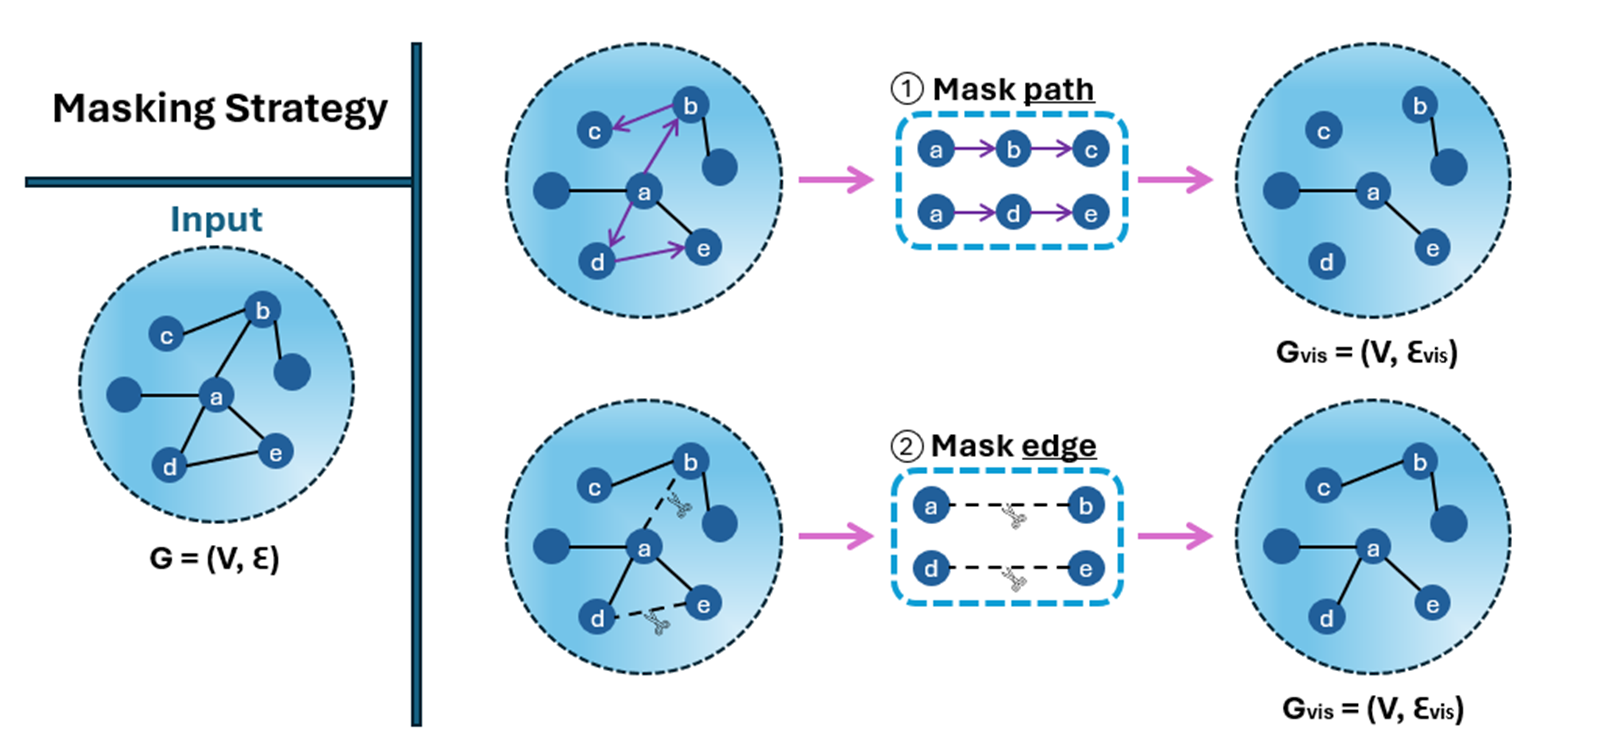 Masking Strategy
Input
c
b
a
d
e
G = (V, Ɛ)
c
b
a
d
e
① Mask path
a b c
a d e
c
b
a
d
e
Gvis = (V, Ɛvis)
c
b
a
d
e
② Mask edge
a b
d e
c
b
a
d
e
Gvis = (V, Ɛvis)